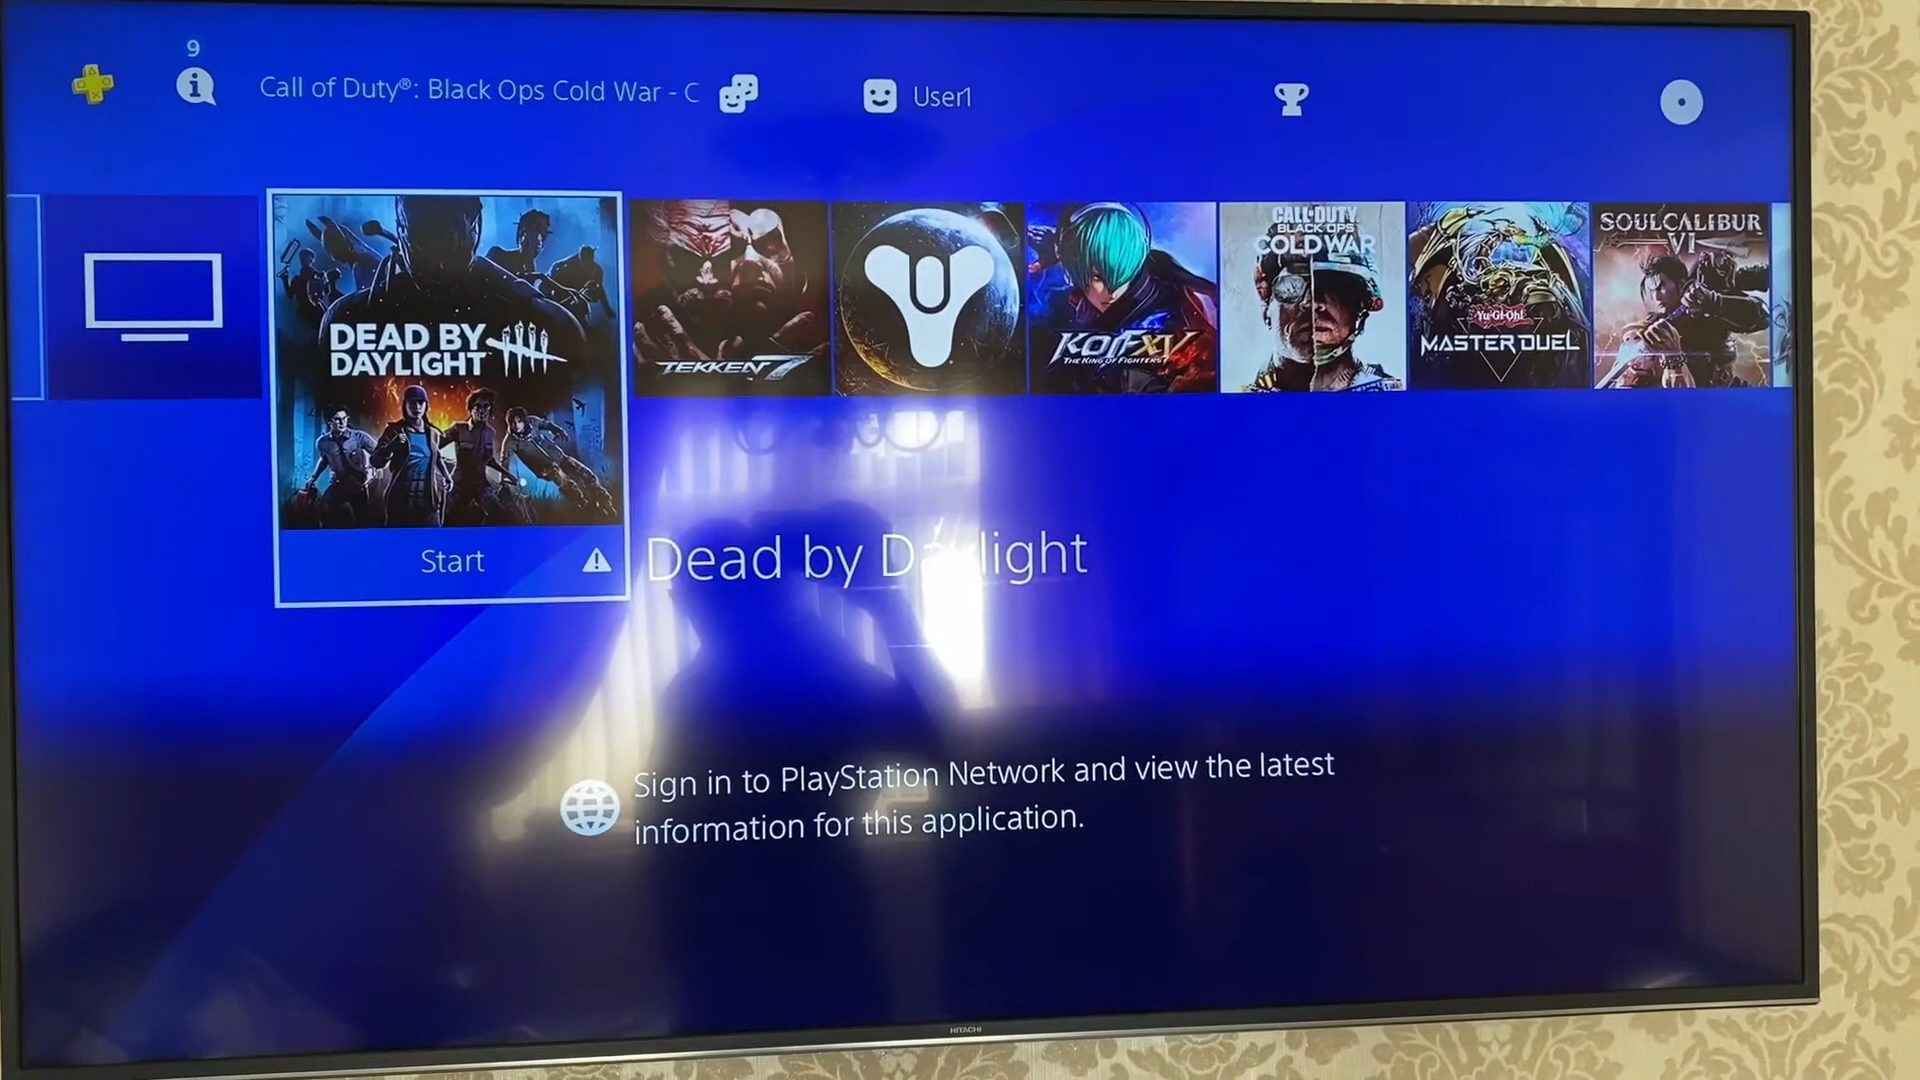 9
Call of Duty®: Black Ops Cold War - C
User1
DEAD BY
DAYLIGHT
TEKKEN 7
KOF XV
THE KING OF FIGHTERS
CALL OF DUTY
BLACK OPS
COLD WAR
Yu-Gi-Oh!
MASTER DUEL
SOULCALIBUR
VI
Start
Dead by Daylight
Sign in to PlayStation Network and view the latest
information for this application.
HITACHI